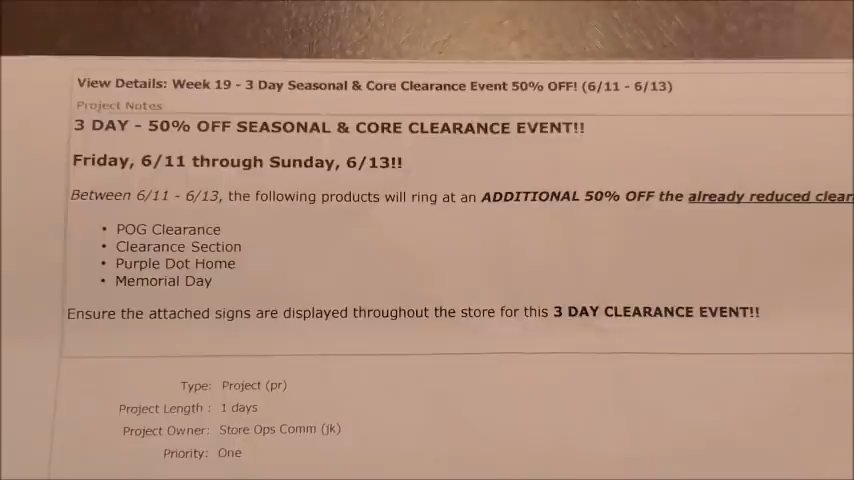 View Details: Week 19 - 3 Day Seasonal & Core Clearance Event 50% OFF! (6/11 - 6/13)
Project Notes
3 DAY - 50% OFF SEASONAL & CORE CLEARANCE EVENT!!
Friday, 6/11 through Sunday, 6/13!!
Between 6/11 - 6/13, the following products will ring at an ADDITIONAL 50% OFF the already reduced clear
• POG Clearance
• Clearance Section
• Purple Dot Home
• Memorial Day
Ensure the attached signs are displayed throughout the store for this 3 DAY CLEARANCE EVENT!!
Type: Project (pr)
Project Length : 1 days
Project Owner: Store Ops Comm (jk)
Priority: One